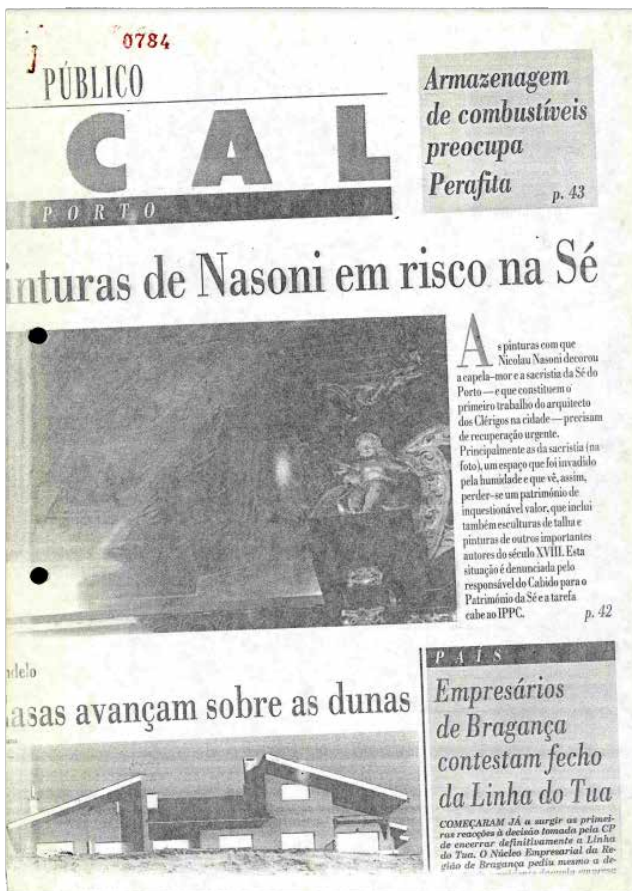 0784
PÚBLICO
CAL
PORTO
Armazenagem
de combustíveis
preocupa
Perafita
p. 43
inturas de Nasoni em risco na Sé
As pinturas com que
Nicolau Nasoni decorou
a capela-mor e a sacristia da Sé do
Porto — e que constituem o
primeiro trabalho do arquitecto
dos Clérigos na cidade — precisam
de recuperação urgente.
Principalmente as da sacristia (na
foto), um espaço que foi invadido
pela humidade e que vê, assim,
perder-se um património de
inquestionável valor, que inclui
também esculturas de talha e
pinturas de outros importantes
autores do século XVIII. Esta
situação é denunciada pelo
responsável do Cabido para o
Património da Sé e a tarefa
cabe ao IPPC.
p. 42
ndelo
asas avançam sobre as dunas
PAÍS
Empresários
de Bragança
contestam fecho
da Linha do Tua
COMEÇARAM JÁ a surgir as primei-
ras reacções à decisão tomada pela CP
de encerrar definitivamente a Linha
do Tua. O Núcleo Empresarial da Re-
gião de Bragança pediu mesmo a de-